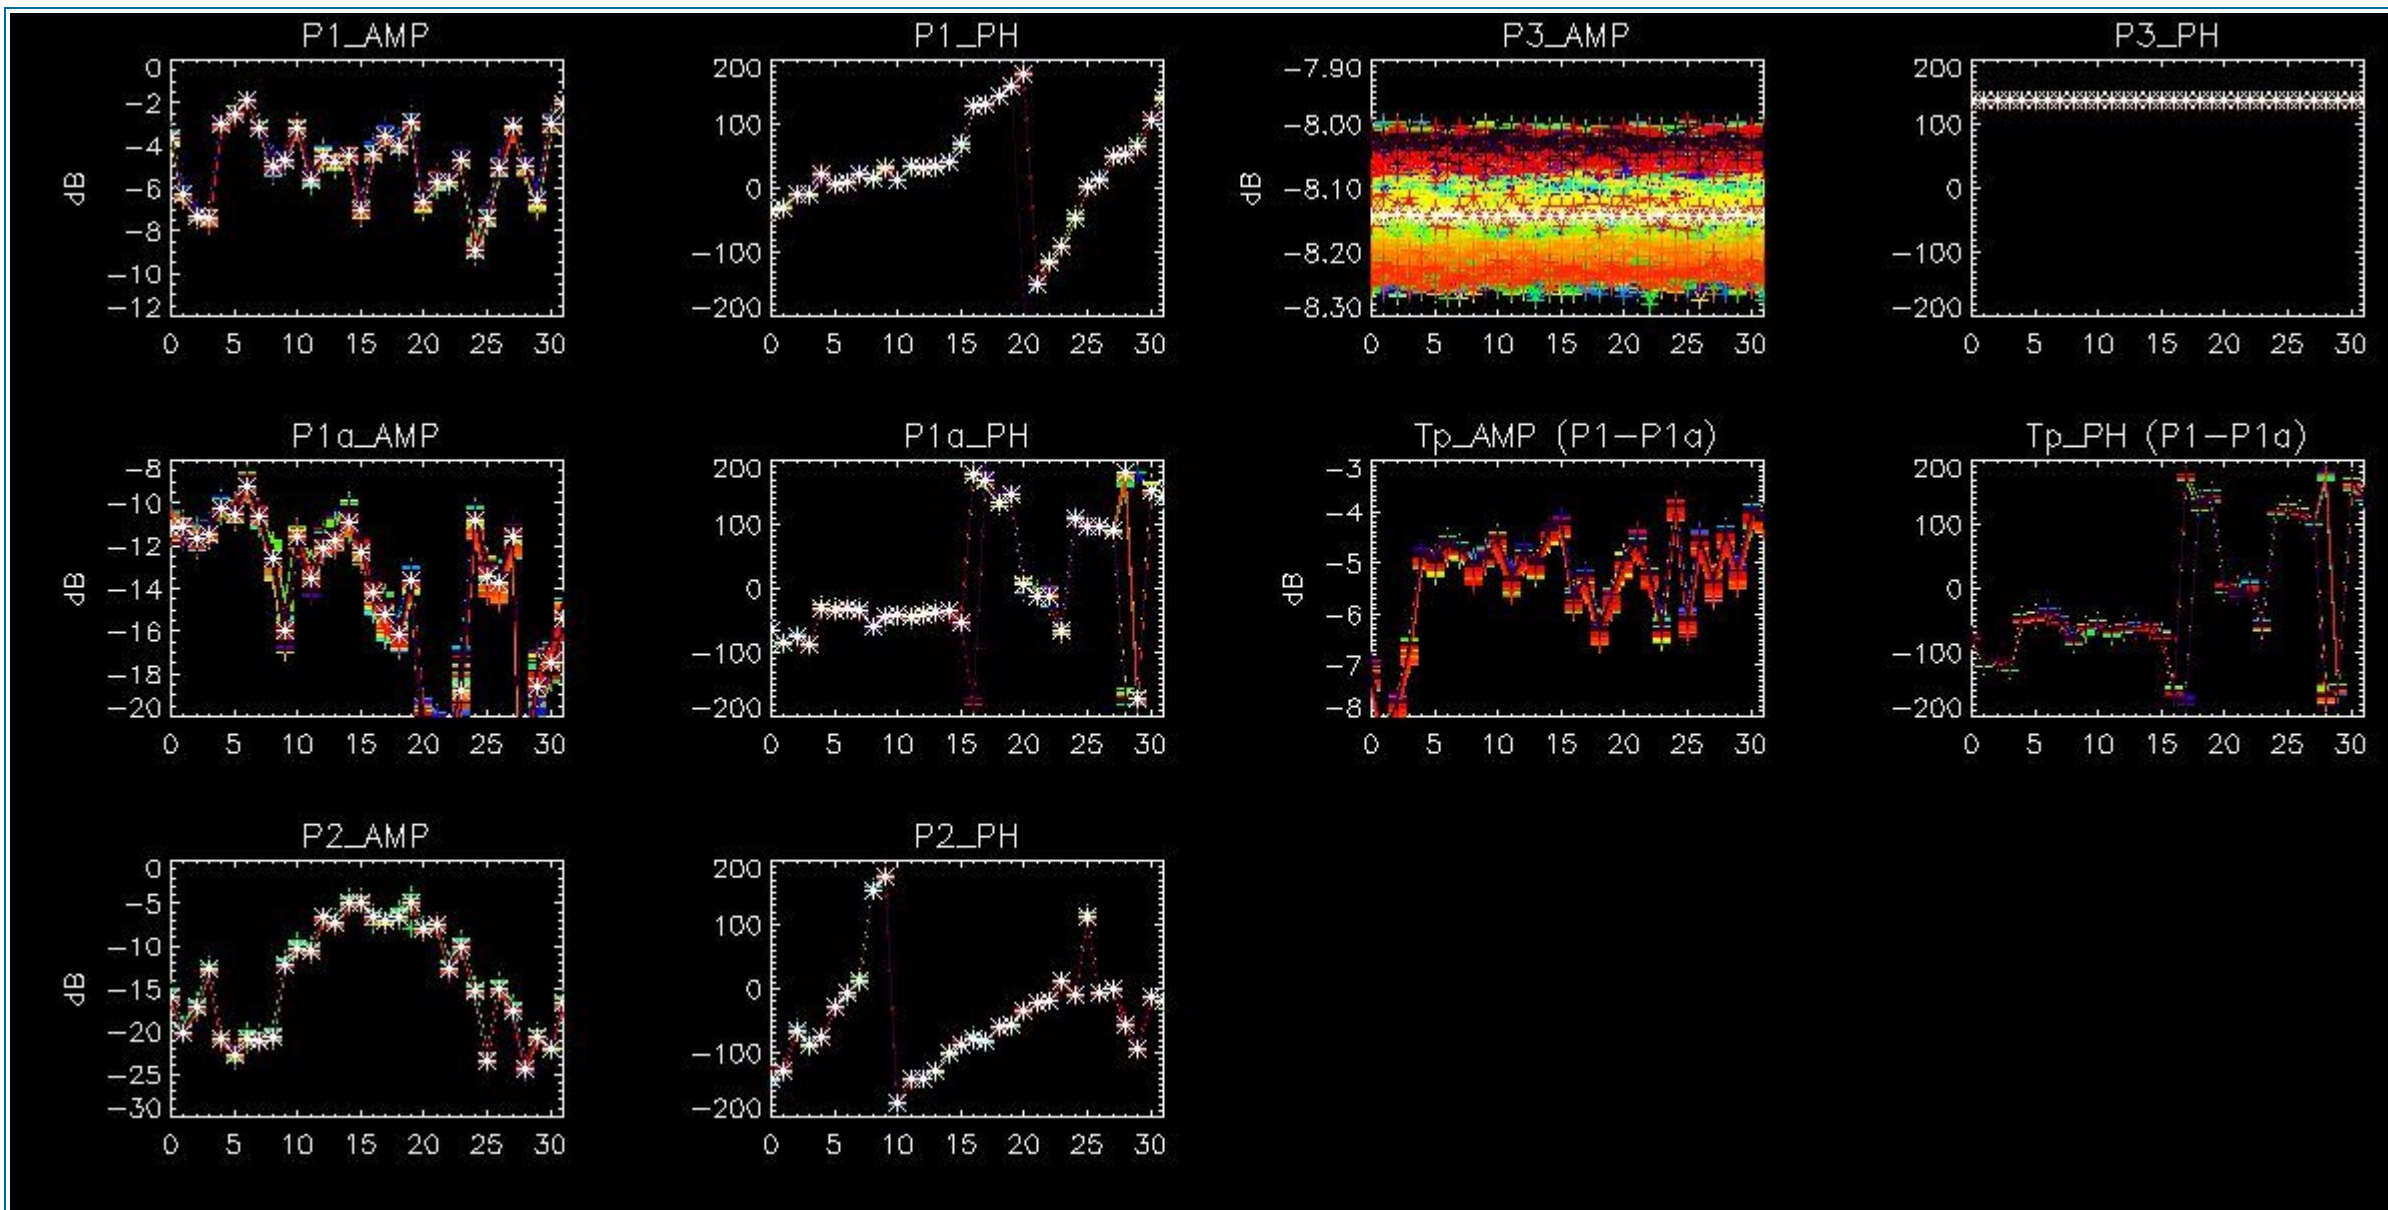 P1_AMP
0
−2
−4
−6
−8
−10
−12
dB
0 5 10 15 20 25 30
P1_PH
200
100
0
−100
−200
0 5 10 15 20 25 30
P3_AMP
−7.90
−8.00
−8.10
−8.20
−8.30
dB
0 5 10 15 20 25 30
P3_PH
200
100
0
−100
−200
0 5 10 15 20 25 30
P1a_AMP
−8
−10
−12
−14
−16
−18
−20
dB
0 5 10 15 20 25 30
P1a_PH
200
100
0
−100
−200
0 5 10 15 20 25 30
Tp_AMP (P1−P1a)
−3
−4
−5
−6
−7
−8
dB
0 5 10 15 20 25 30
Tp_PH (P1−P1a)
200
100
0
−100
−200
0 5 10 15 20 25 30
P2_AMP
0
−5
−10
−15
−20
−25
−30
dB
0 5 10 15 20 25 30
P2_PH
200
100
0
−100
−200
0 5 10 15 20 25 30